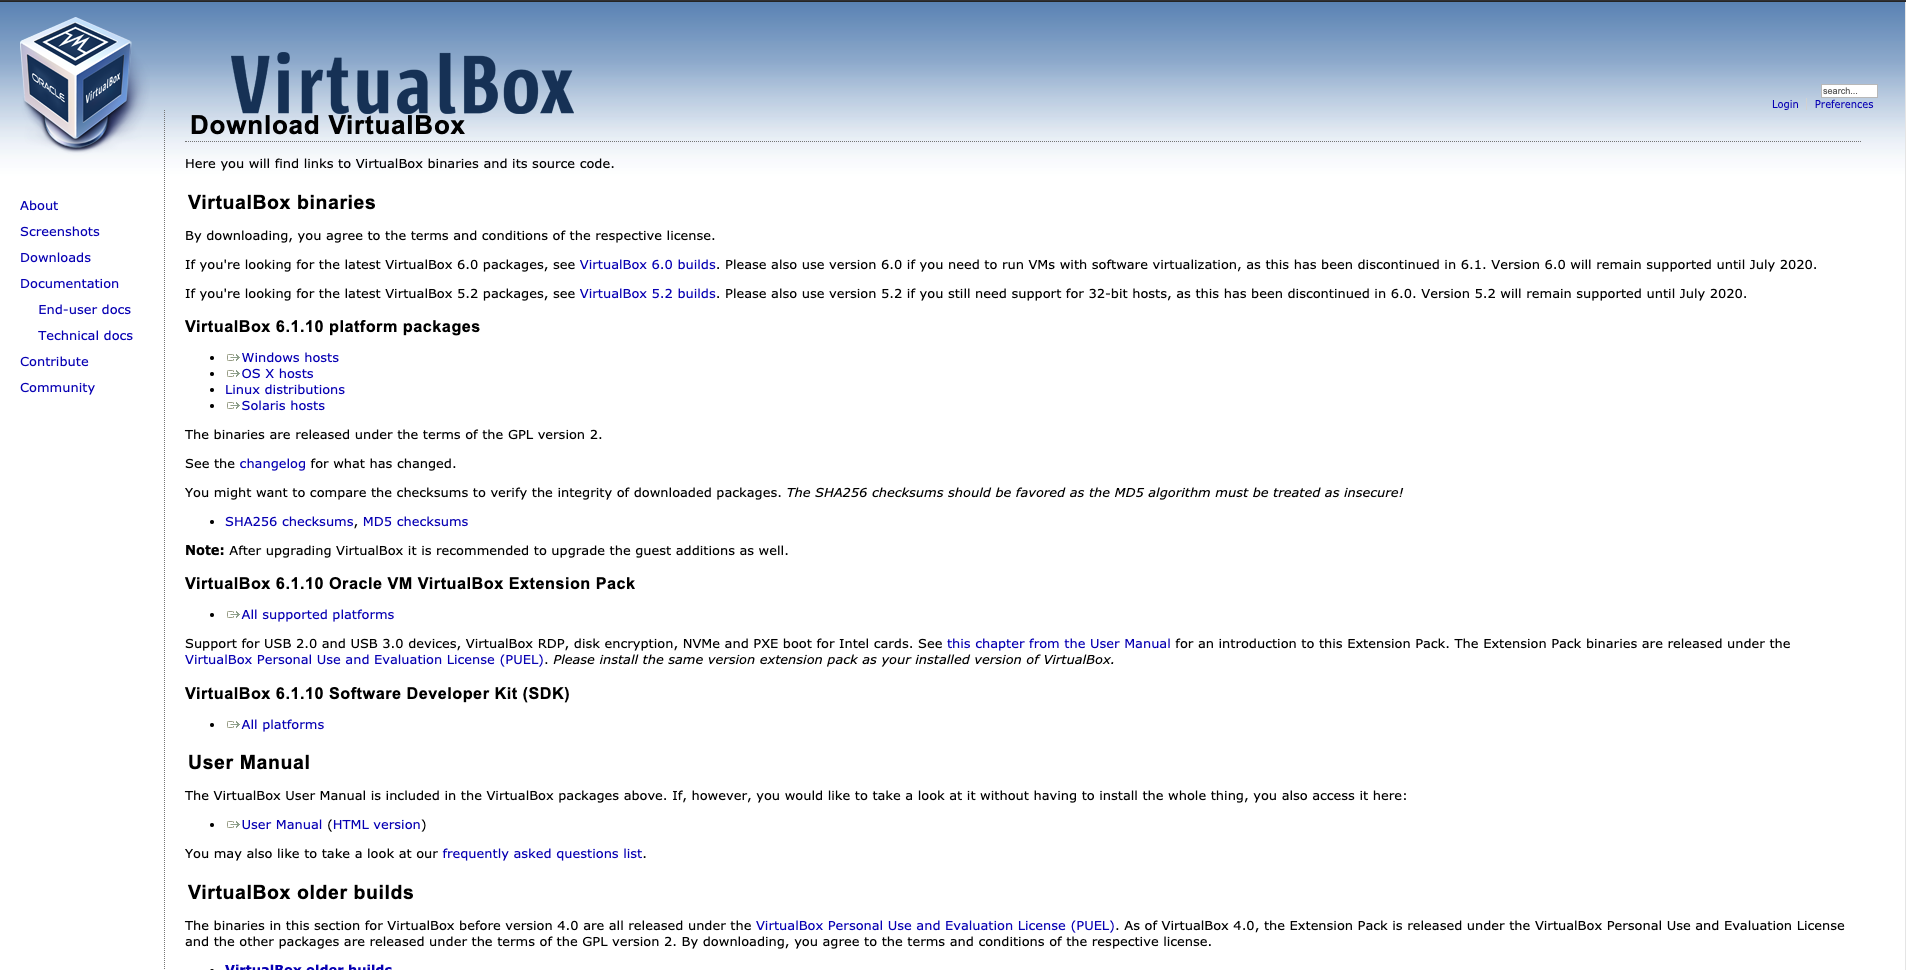 ORACLE
VirtualBox
VirtualBox
search...
Login Preferences
Download VirtualBox
Here you will find links to VirtualBox binaries and its source code.
About
Screenshots
Downloads
Documentation
End-user docs
Technical docs
Contribute
Community
VirtualBox binaries
By downloading, you agree to the terms and conditions of the respective license.
If you're looking for the latest VirtualBox 6.0 packages, see VirtualBox 6.0 builds. Please also use version 6.0 if you need to run VMs with software virtualization, as this has been discontinued in 6.1. Version 6.0 will remain supported until July 2020.
If you're looking for the latest VirtualBox 5.2 packages, see VirtualBox 5.2 builds. Please also use version 5.2 if you still need support for 32-bit hosts, as this has been discontinued in 6.0. Version 5.2 will remain supported until July 2020.
VirtualBox 6.1.10 platform packages
• Windows hosts
• OS X hosts
• Linux distributions
• Solaris hosts
The binaries are released under the terms of the GPL version 2.
See the changelog for what has changed.
You might want to compare the checksums to verify the integrity of downloaded packages. The SHA256 checksums should be favored as the MD5 algorithm must be treated as insecure!
• SHA256 checksums, MD5 checksums
Note: After upgrading VirtualBox it is recommended to upgrade the guest additions as well.
VirtualBox 6.1.10 Oracle VM VirtualBox Extension Pack
• All supported platforms
Support for USB 2.0 and USB 3.0 devices, VirtualBox RDP, disk encryption, NVMe and PXE boot for Intel cards. See this chapter from the User Manual for an introduction to this Extension Pack. The Extension Pack binaries are released under the
VirtualBox Personal Use and Evaluation License (PUEL). Please install the same version extension pack as your installed version of VirtualBox.
VirtualBox 6.1.10 Software Developer Kit (SDK)
• All platforms
User Manual
The VirtualBox User Manual is included in the VirtualBox packages above. If, however, you would like to take a look at it without having to install the whole thing, you also access it here:
• User Manual (HTML version)
You may also like to take a look at our frequently asked questions list.
VirtualBox older builds
The binaries in this section for VirtualBox before version 4.0 are all released under the VirtualBox Personal Use and Evaluation License (PUEL). As of VirtualBox 4.0, the Extension Pack is released under the VirtualBox Personal Use and Evaluation License
and the other packages are released under the terms of the GPL version 2. By downloading, you agree to the terms and conditions of the respective license.
• VirtualBox older builds